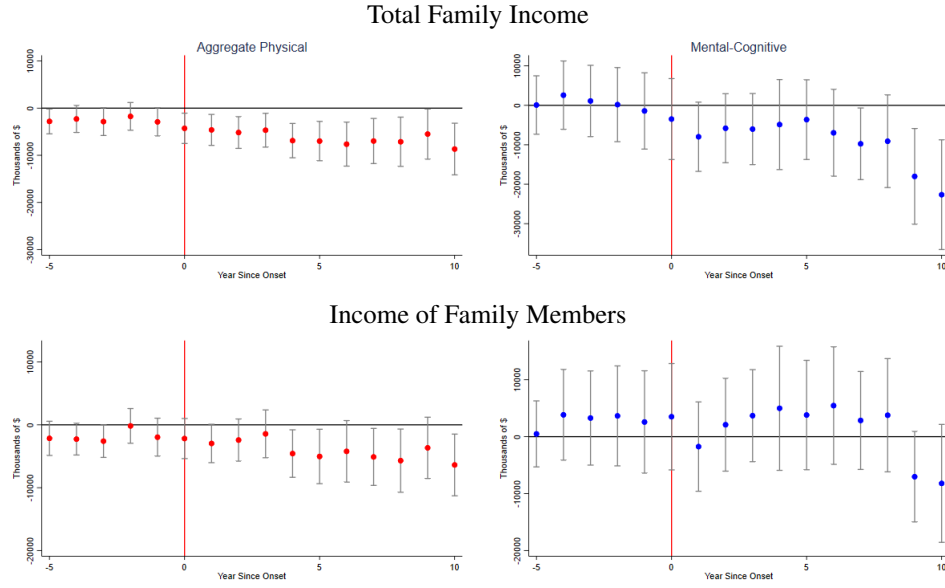 Total Family Income
Aggregate Physical
Thousands of $
10000
0
-10000
-20000
-30000
-5
0
5
10
Year Since Onset
Mental-Cognitive
Thousands of $
10000
0
-10000
-20000
-30000
-5
0
5
10
Year Since Onset
Income of Family Members
Thousands of $
10000
0
-10000
-20000
-5
0
5
10
Year Since Onset
Thousands of $
10000
0
-10000
-20000
-5
0
5
10
Year Since Onset